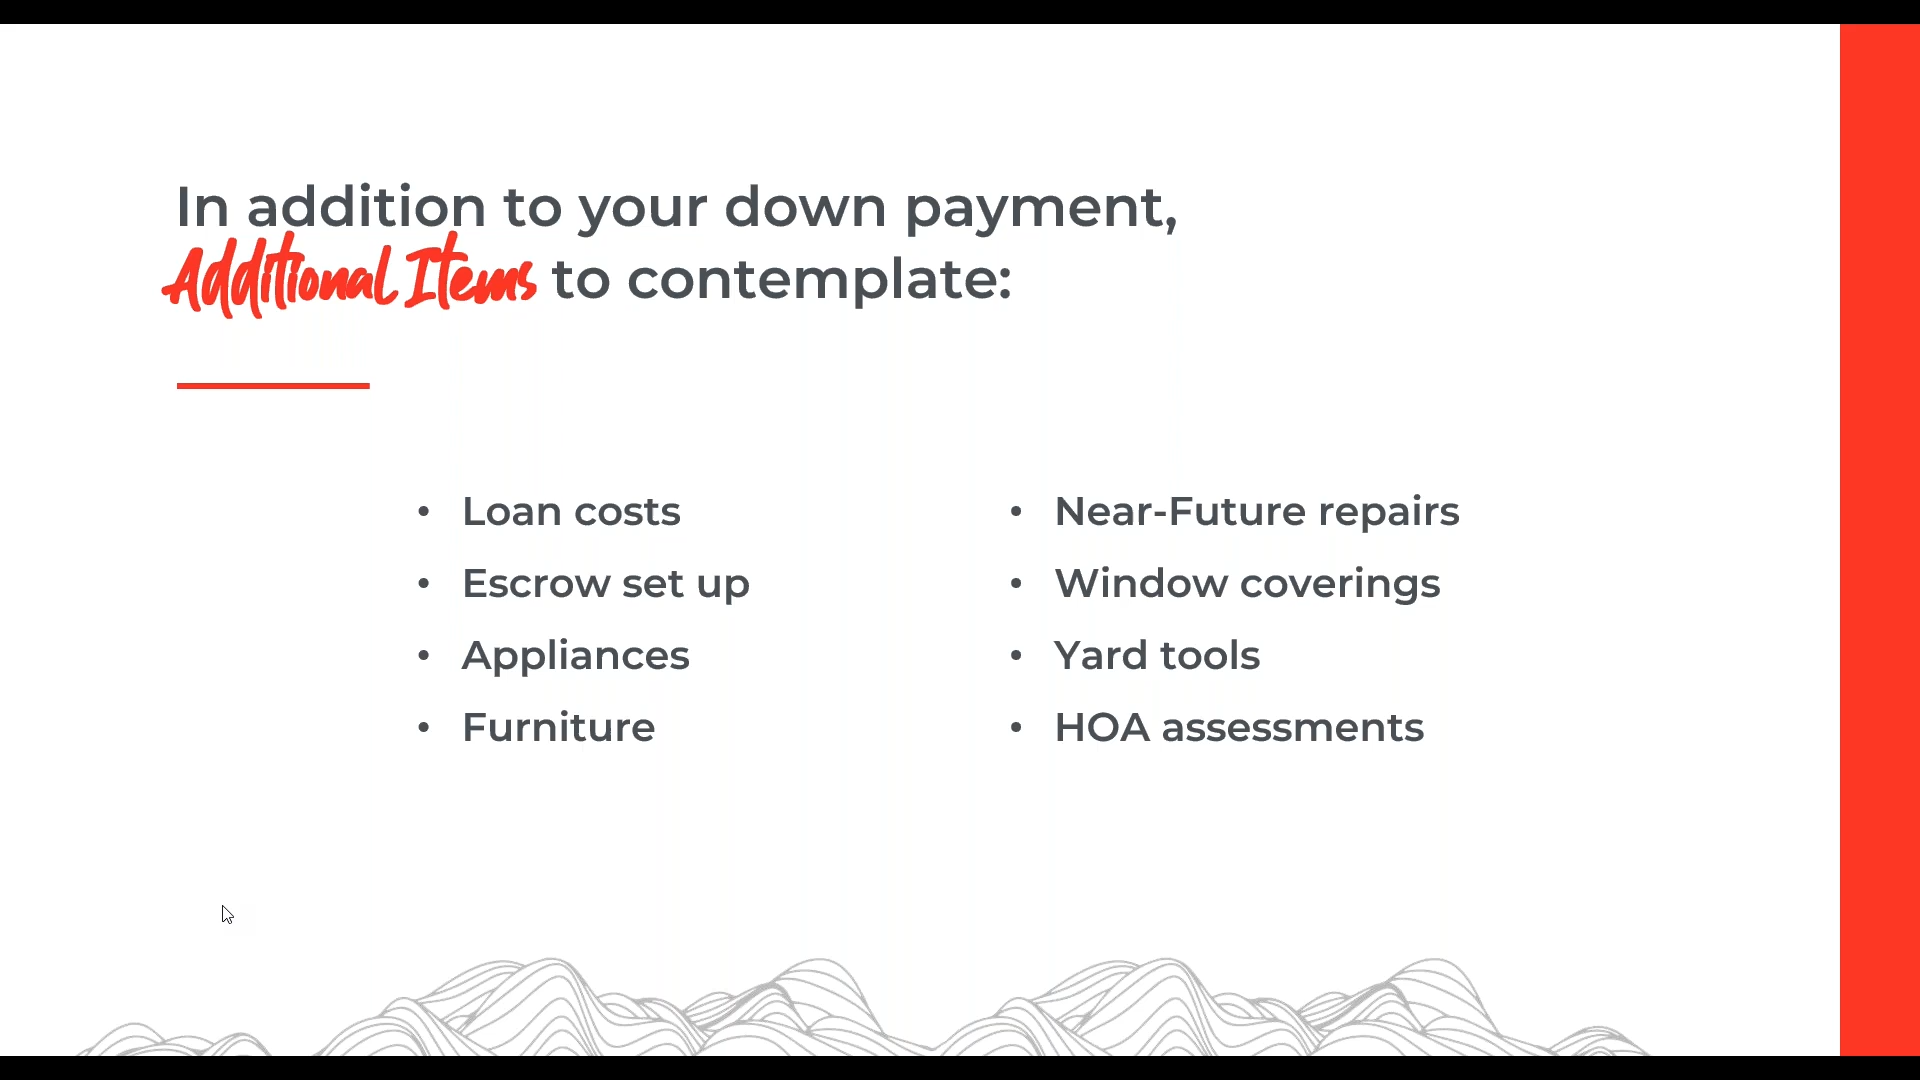 In addition to your down payment,
Additional Items to contemplate:
• Loan costs
• Escrow set up
• Appliances
• Furniture
• Near-Future repairs
• Window coverings
• Yard tools
• HOA assessments